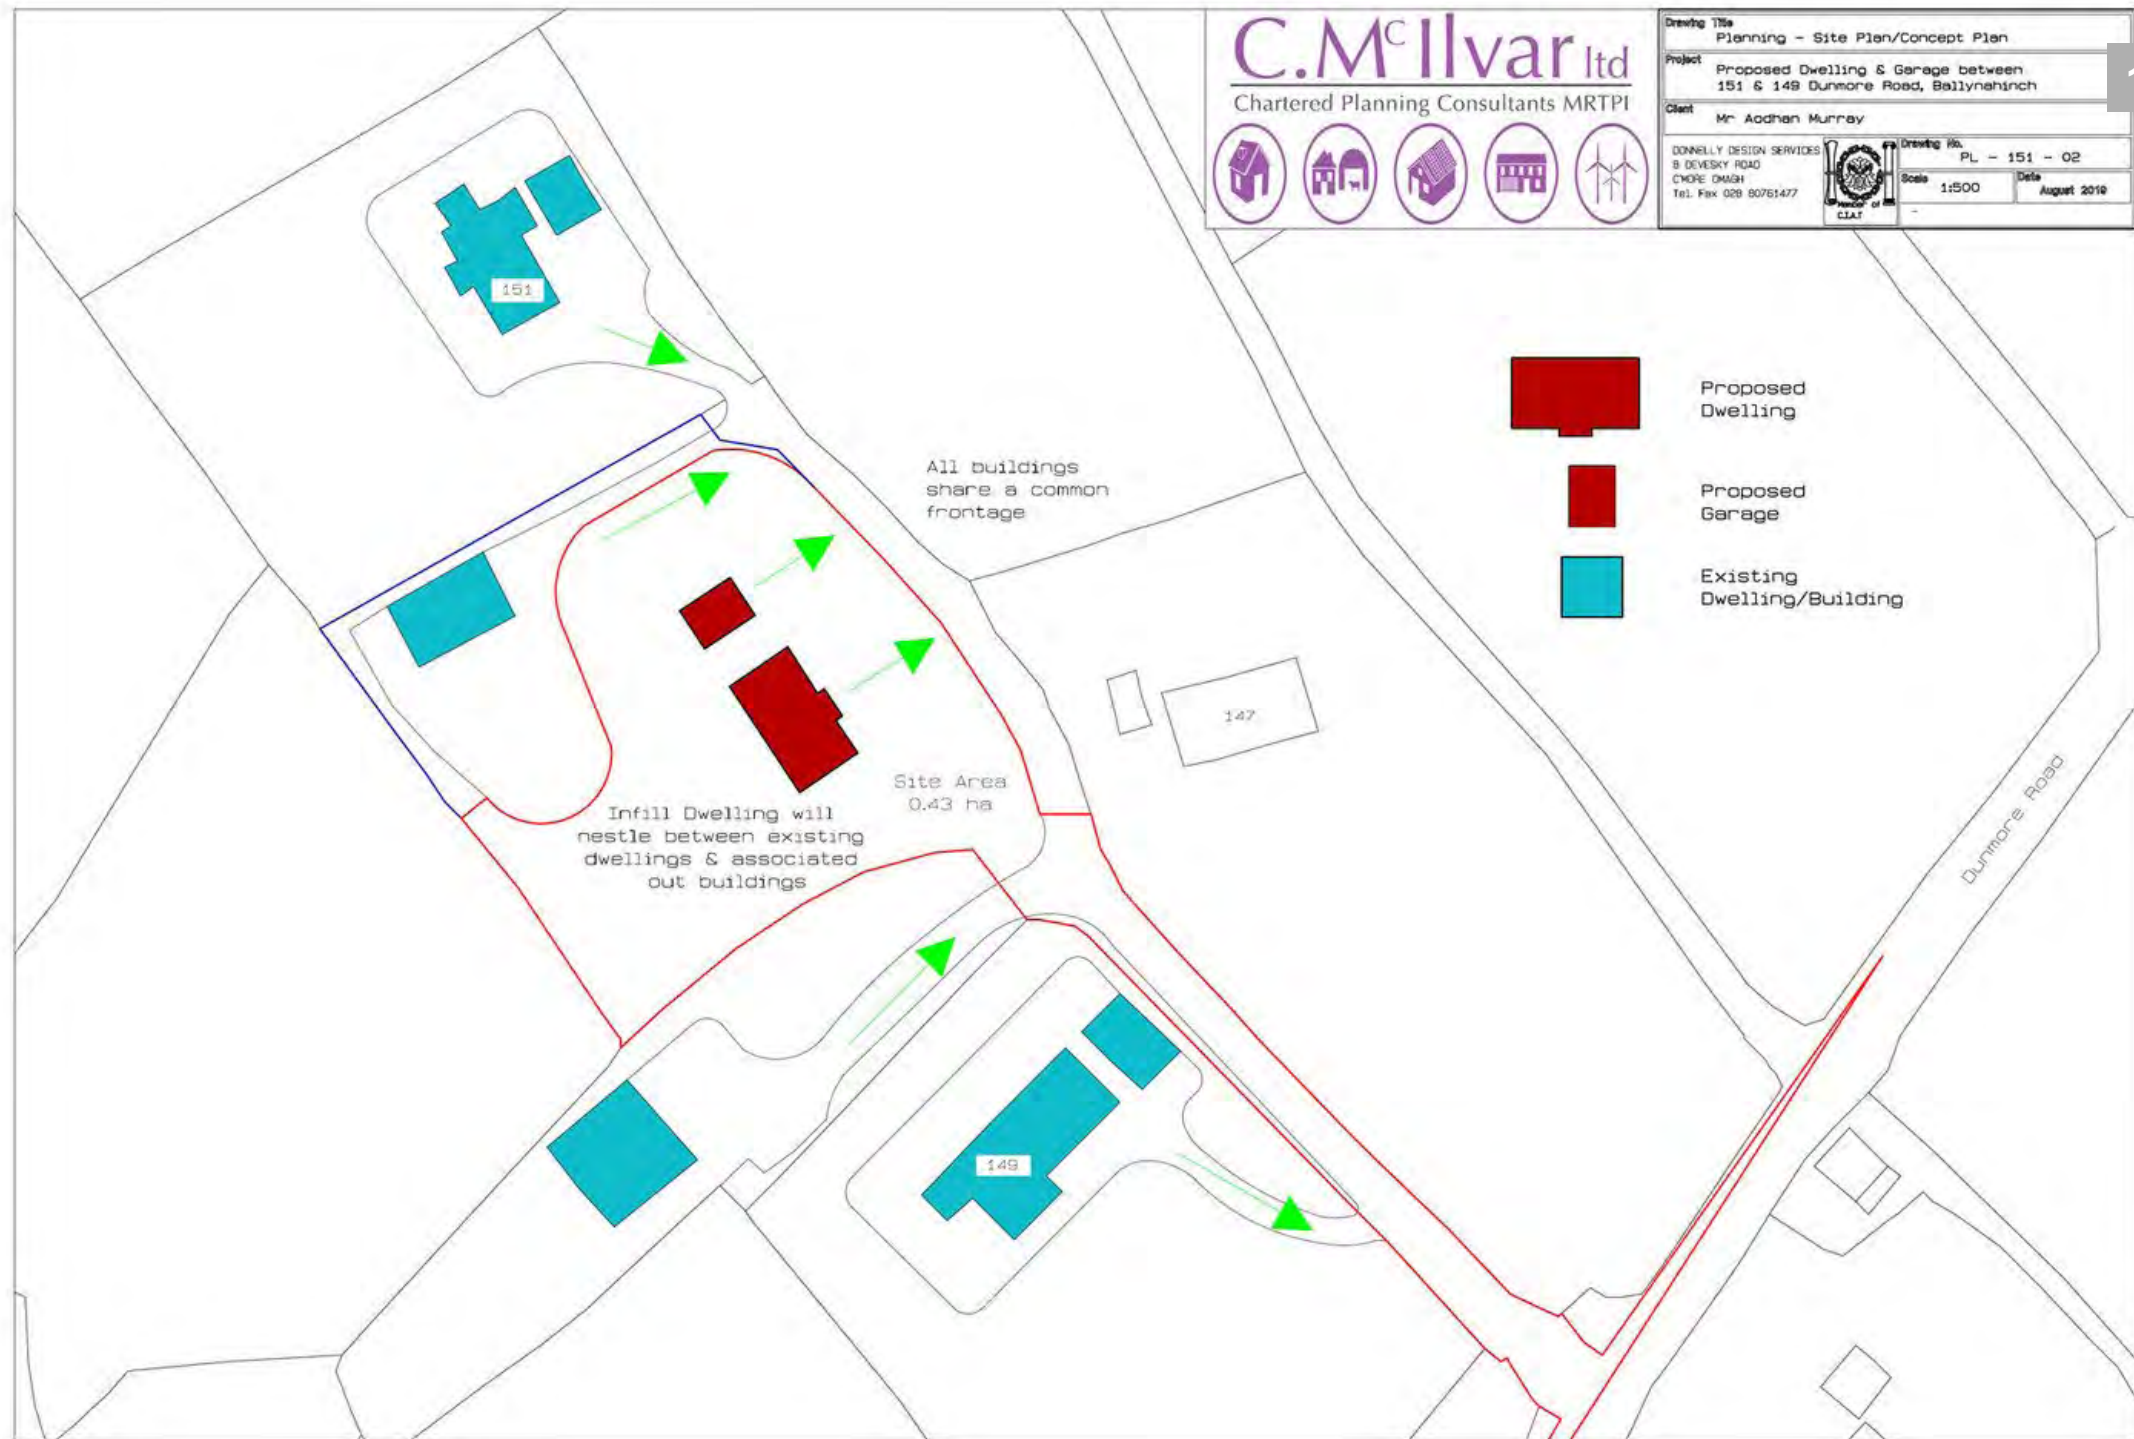 C.McIlvar ltd
Chartered Planning Consultants MRTPI
Drawing Title
Planning - Site Plan/Concept Plan
Project
Proposed Dwelling & Garage between
151 & 149 Dunmore Road, Ballynahinch
Client
Mr Aodhan Murray
DONNELLY DESIGN SERVICES
8 DEVESKY ROAD
C'MORE OMAGH
Tel. Fax 028 80761477
Member of
C.I.A.T
Drawing No.
PL - 151 - 02
Scale
1:500
Date
August 2019
151
All buildings
share a common
frontage
Proposed
Dwelling
Proposed
Garage
Existing
Dwelling/Building
147
Site Area
0.43 ha
Infill Dwelling will
nestle between existing
dwellings & associated
out buildings
Dunmore Road
149